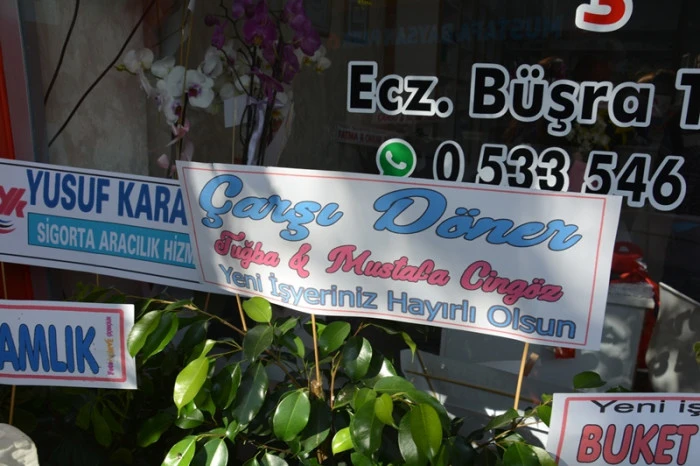 Ecz. Büşra
0 533 546
YUSUF KARA
SİGORTA ARACILIK HİZM
Çarşı Döner
Tuğba & Mustafa Cingöz
Yeni İşyeriniz Hayırlı Olsun
AMLIK
Yeni iş
BUKET